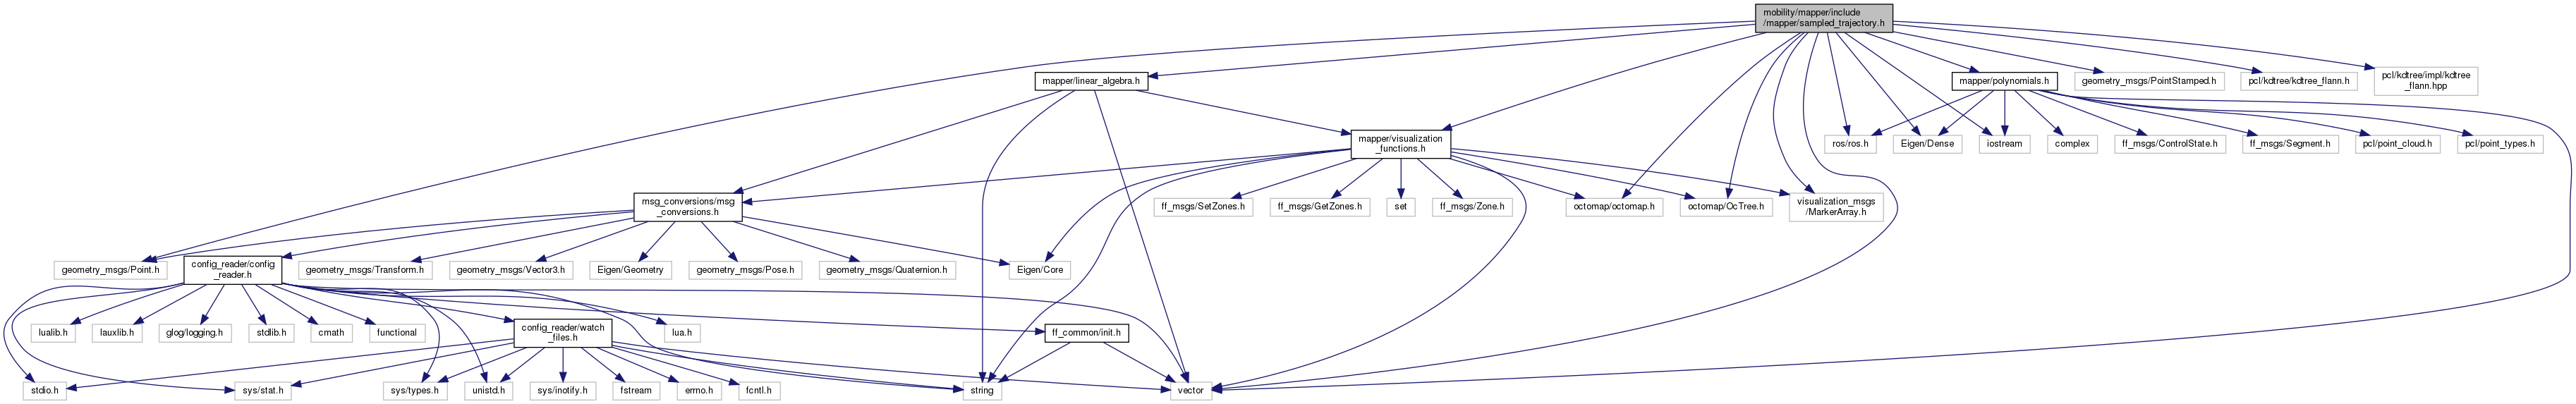 mobility/mapper/include
/mapper/sampled_trajectory.h
mapper/linear_algebra.h
mapper/polynomials.h
geometry_msgs/PointStamped.h
pcl/kdtree/kdtree_flann.h
pcl/kdtree/impl/kdtree
_flann.hpp
mapper/visualization
_functions.h
ros/ros.h
Eigen/Dense
iostream
complex
ff_msgs/ControlState.h
ff_msgs/Segment.h
pcl/point_cloud.h
pcl/point_types.h
msg_conversions/msg
_conversions.h
ff_msgs/SetZones.h
ff_msgs/GetZones.h
set
ff_msgs/Zone.h
octomap/octomap.h
octomap/OcTree.h
visualization_msgs
/MarkerArray.h
geometry_msgs/Point.h
config_reader/config
_reader.h
geometry_msgs/Transform.h
geometry_msgs/Vector3.h
Eigen/Geometry
geometry_msgs/Pose.h
geometry_msgs/Quaternion.h
Eigen/Core
lualib.h
lauxlib.h
glog/logging.h
stdlib.h
cmath
functional
config_reader/watch
_files.h
lua.h
ff_common/init.h
stdio.h
sys/stat.h
sys/types.h
unistd.h
sys/inotify.h
fstream
errno.h
fcntl.h
string
vector